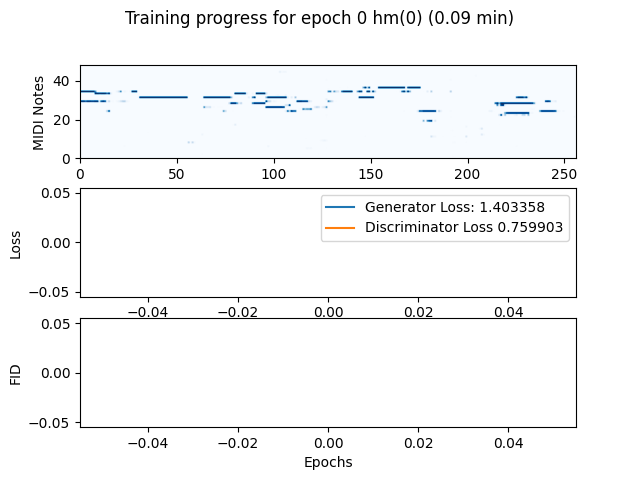 Training progress for epoch 0 hm(0) (0.09 min)
MIDI Notes
40
20
0
0 50 100 150 200 250
Loss
0.05
0.00
−0.05
Generator Loss: 1.403358
Discriminator Loss 0.759903
−0.04 −0.02 0.00 0.02 0.04
FID
0.05
0.00
−0.05
−0.04 −0.02 0.00 0.02 0.04
Epochs